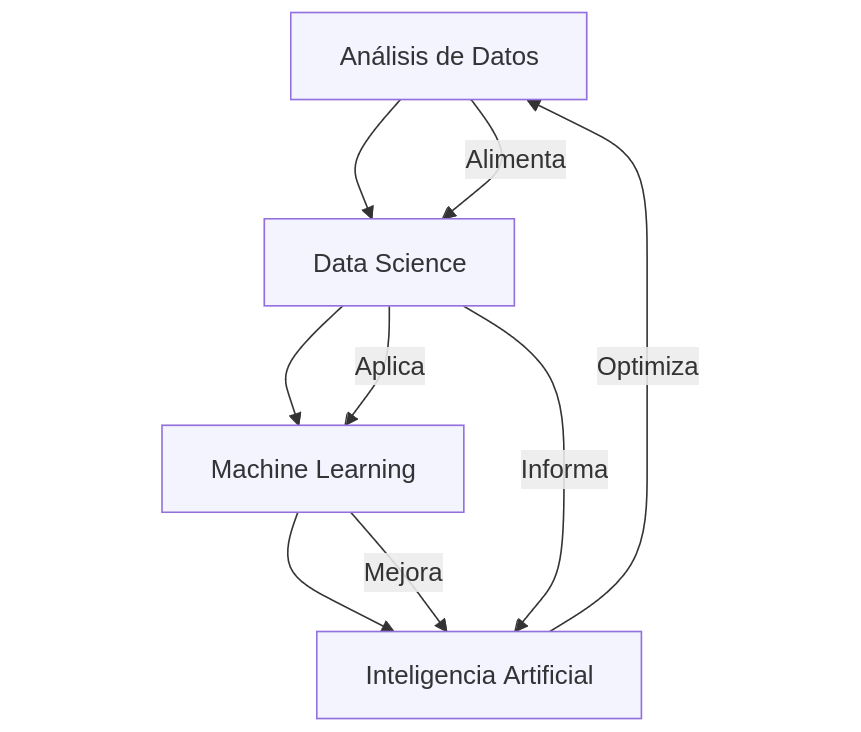 Análisis de Datos
Alimenta
Data Science
Aplica
Optimiza
Machine Learning
Informa
Mejora
Inteligencia Artificial